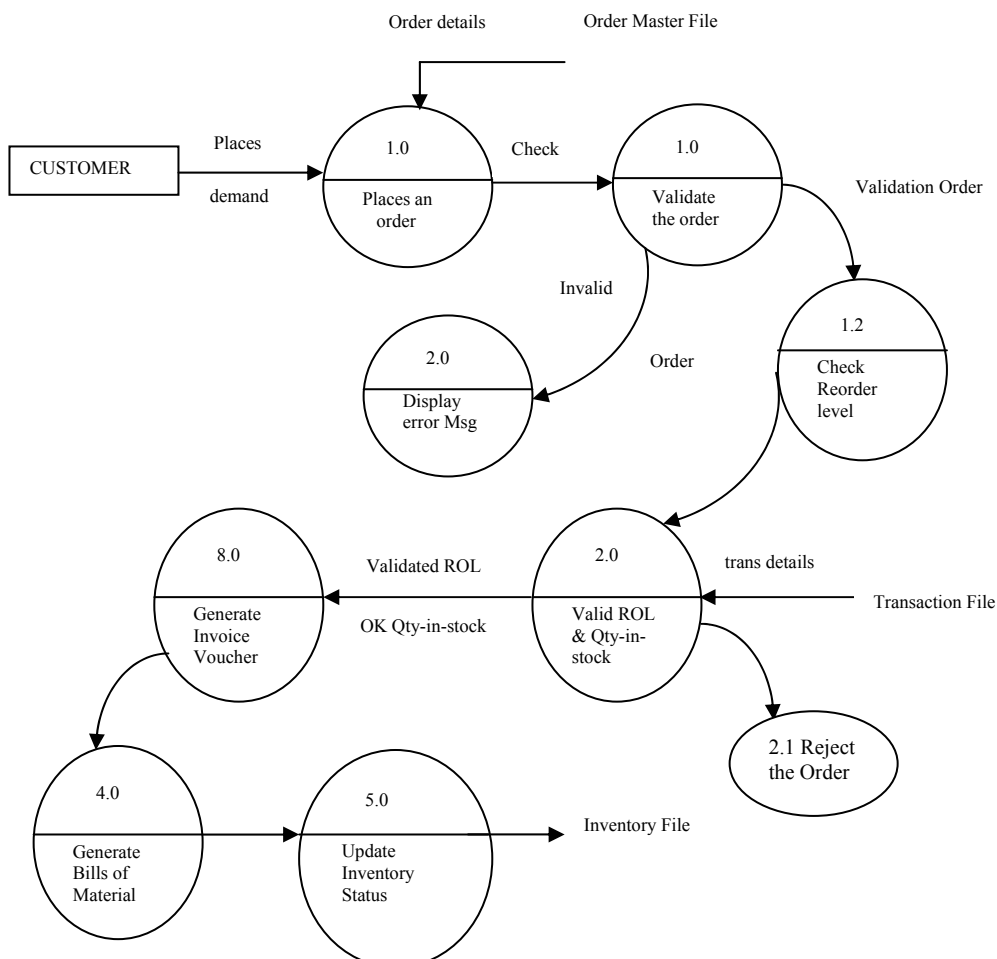 Order details
Order Master File
CUSTOMER
Places
demand
1.0
Places an
order
Check
1.0
Validate
the order
Validation Order
Invalid
Order
2.0
Display
error Msg
1.2
Check
Reorder
level
8.0
Generate
Invoice
Voucher
Validated ROL
OK Qty-in-stock
2.0
Valid ROL
& Qty-in-
stock
trans details
Transaction File
2.1 Reject
the Order
4.0
Generate
Bills of
Material
5.0
Update
Inventory
Status
Inventory File